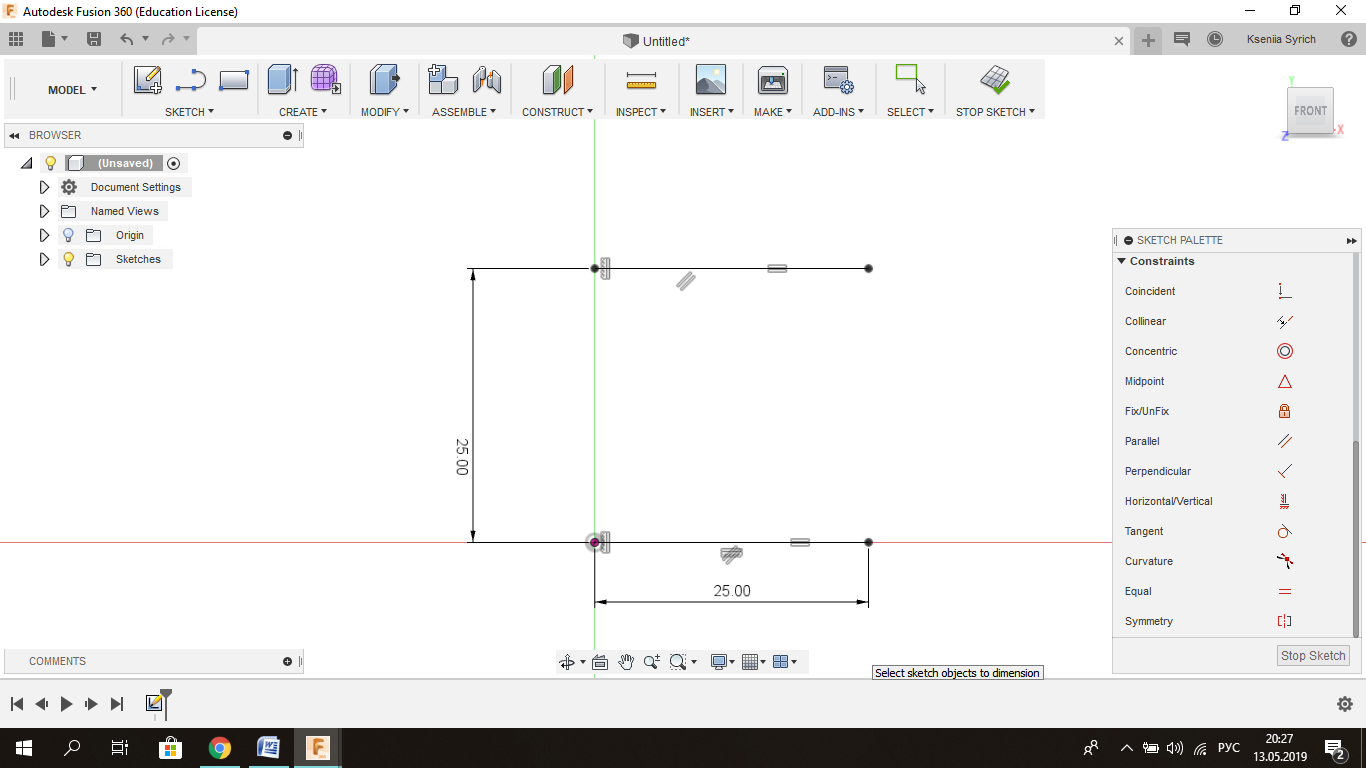 Autodesk Fusion 360 (Education License)
Untitled*
Kseniia Syrich
MODEL
SKETCH
CREATE
MODIFY
ASSEMBLE
CONSTRUCT
INSPECT
INSERT
MAKE
ADD-INS
SELECT
STOP SKETCH
BROWSER
(Unsaved)
Document Settings
Named Views
Origin
Sketches
Y
FRONT
X
Z
25.00
25.00
SKETCH PALETTE
Constraints
Coincident
Collinear
Concentric
Midpoint
Fix/UnFix
Parallel
Perpendicular
Horizontal/Vertical
Tangent
Curvature
Equal
Symmetry
Stop Sketch
COMMENTS
Select sketch objects to dimension
РУС
20:27
13.05.2019
2